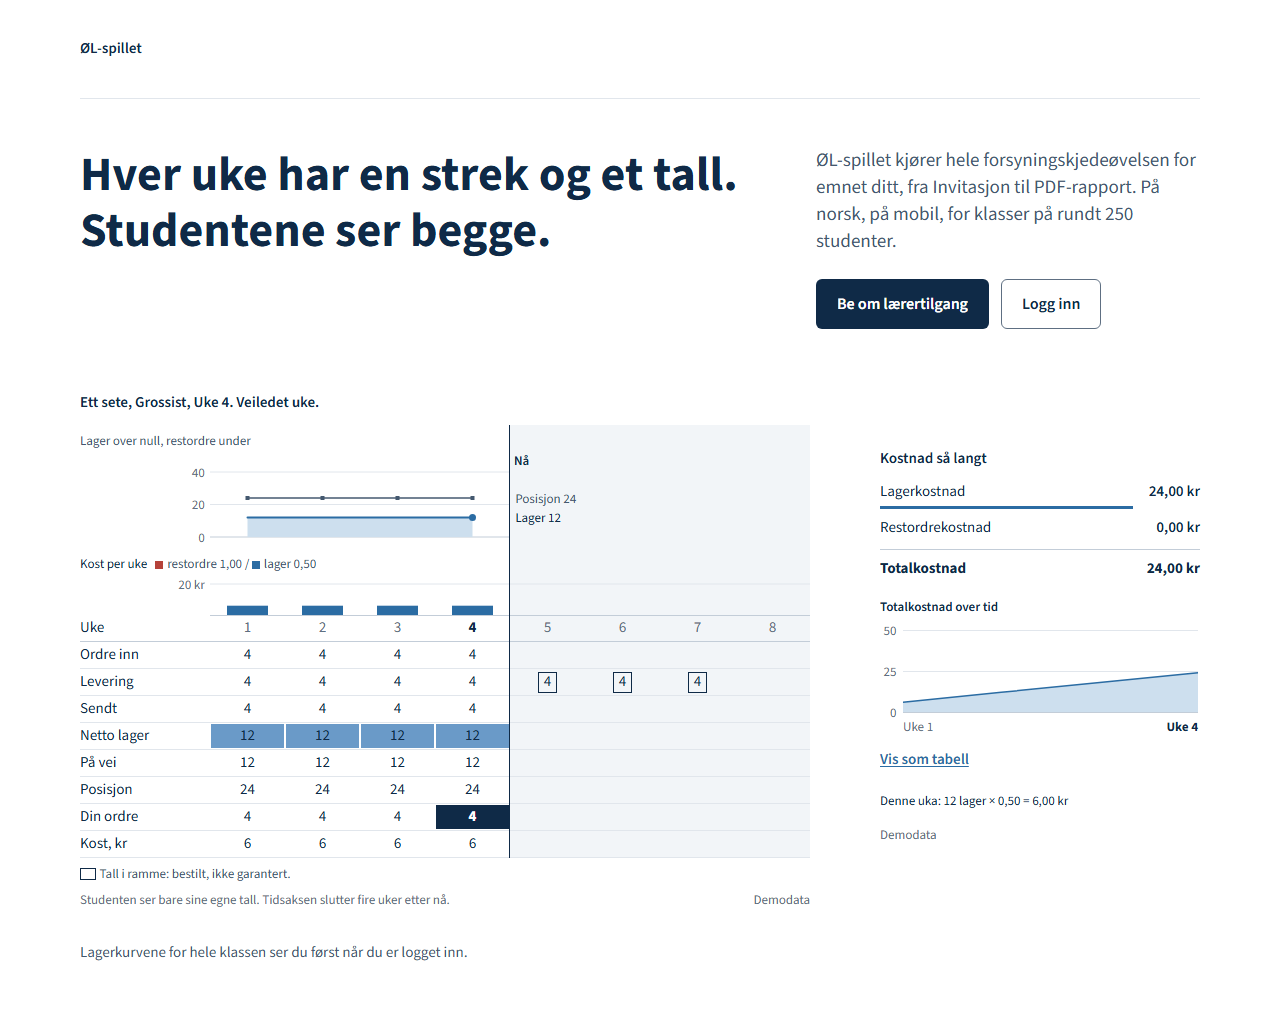 ØL-spillet
Hver uke har en strek og et tall.
Studentene ser begge.
ØL-spillet kjører hele forsyningskjedeøvelsen for
emnet ditt, fra Invitasjon til PDF-rapport. På
norsk, på mobil, for klasser på rundt 250
studenter.
Be om lærertilgang
Logg inn
Ett sete, Grossist, Uke 4. Veiledet uke.
Lager over null, restordre under
Nå
40
20
0
Posisjon 24
Lager 12
Kost per uke restordre 1,00 / lager 0,50
20 kr
Uke 1 2 3 4 5 6 7 8
Ordre inn 4 4 4 4
Levering 4 4 4 4 4 4 4
Sendt 4 4 4 4
Netto lager 12 12 12 12
På vei 12 12 12 12
Posisjon 24 24 24 24
Din ordre 4 4 4 4
Kost, kr 6 6 6 6
Tall i ramme: bestilt, ikke garantert.
Studenten ser bare sine egne tall. Tidsaksen slutter fire uker etter nå.
Demodata
Kostnad så langt
Lagerkostnad 24,00 kr
Restordrekostnad 0,00 kr
Totalkostnad 24,00 kr
Totalkostnad over tid
50
25
0
Uke 1 Uke 4
Vis som tabell
Denne uka: 12 lager × 0,50 = 6,00 kr
Demodata
Lagerkurvene for hele klassen ser du først når du er logget inn.